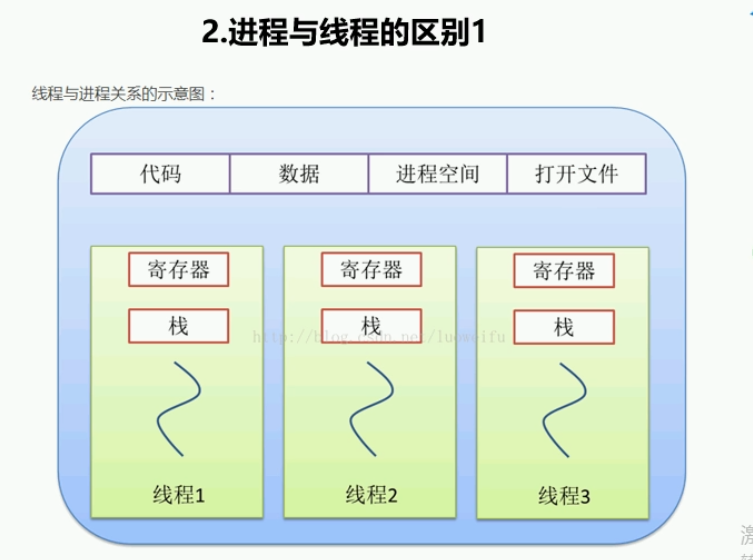 2.进程与线程的区别1
线程与进程关系的示意图：
代码 数据 进程空间 打开文件
寄存器 寄存器 寄存器
栈 栈 栈
http://blog.csdn.net/luoweifu
线程1 线程2 线程3